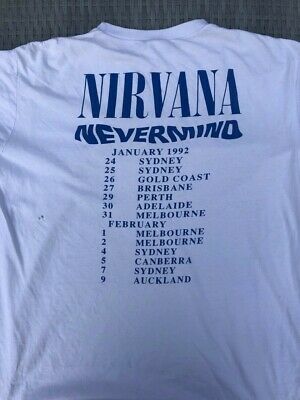 NIRVANA
NEVERMIND
JANUARY 1992
24 SYDNEY
25 SYDNEY
26 GOLD COAST
27 BRISBANE
29 PERTH
30 ADELAIDE
31 MELBOURNE
FEBRUARY
1 MELBOURNE
2 MELBOURNE
4 SYDNEY
5 CANBERRA
7 SYDNEY
9 AUCKLAND